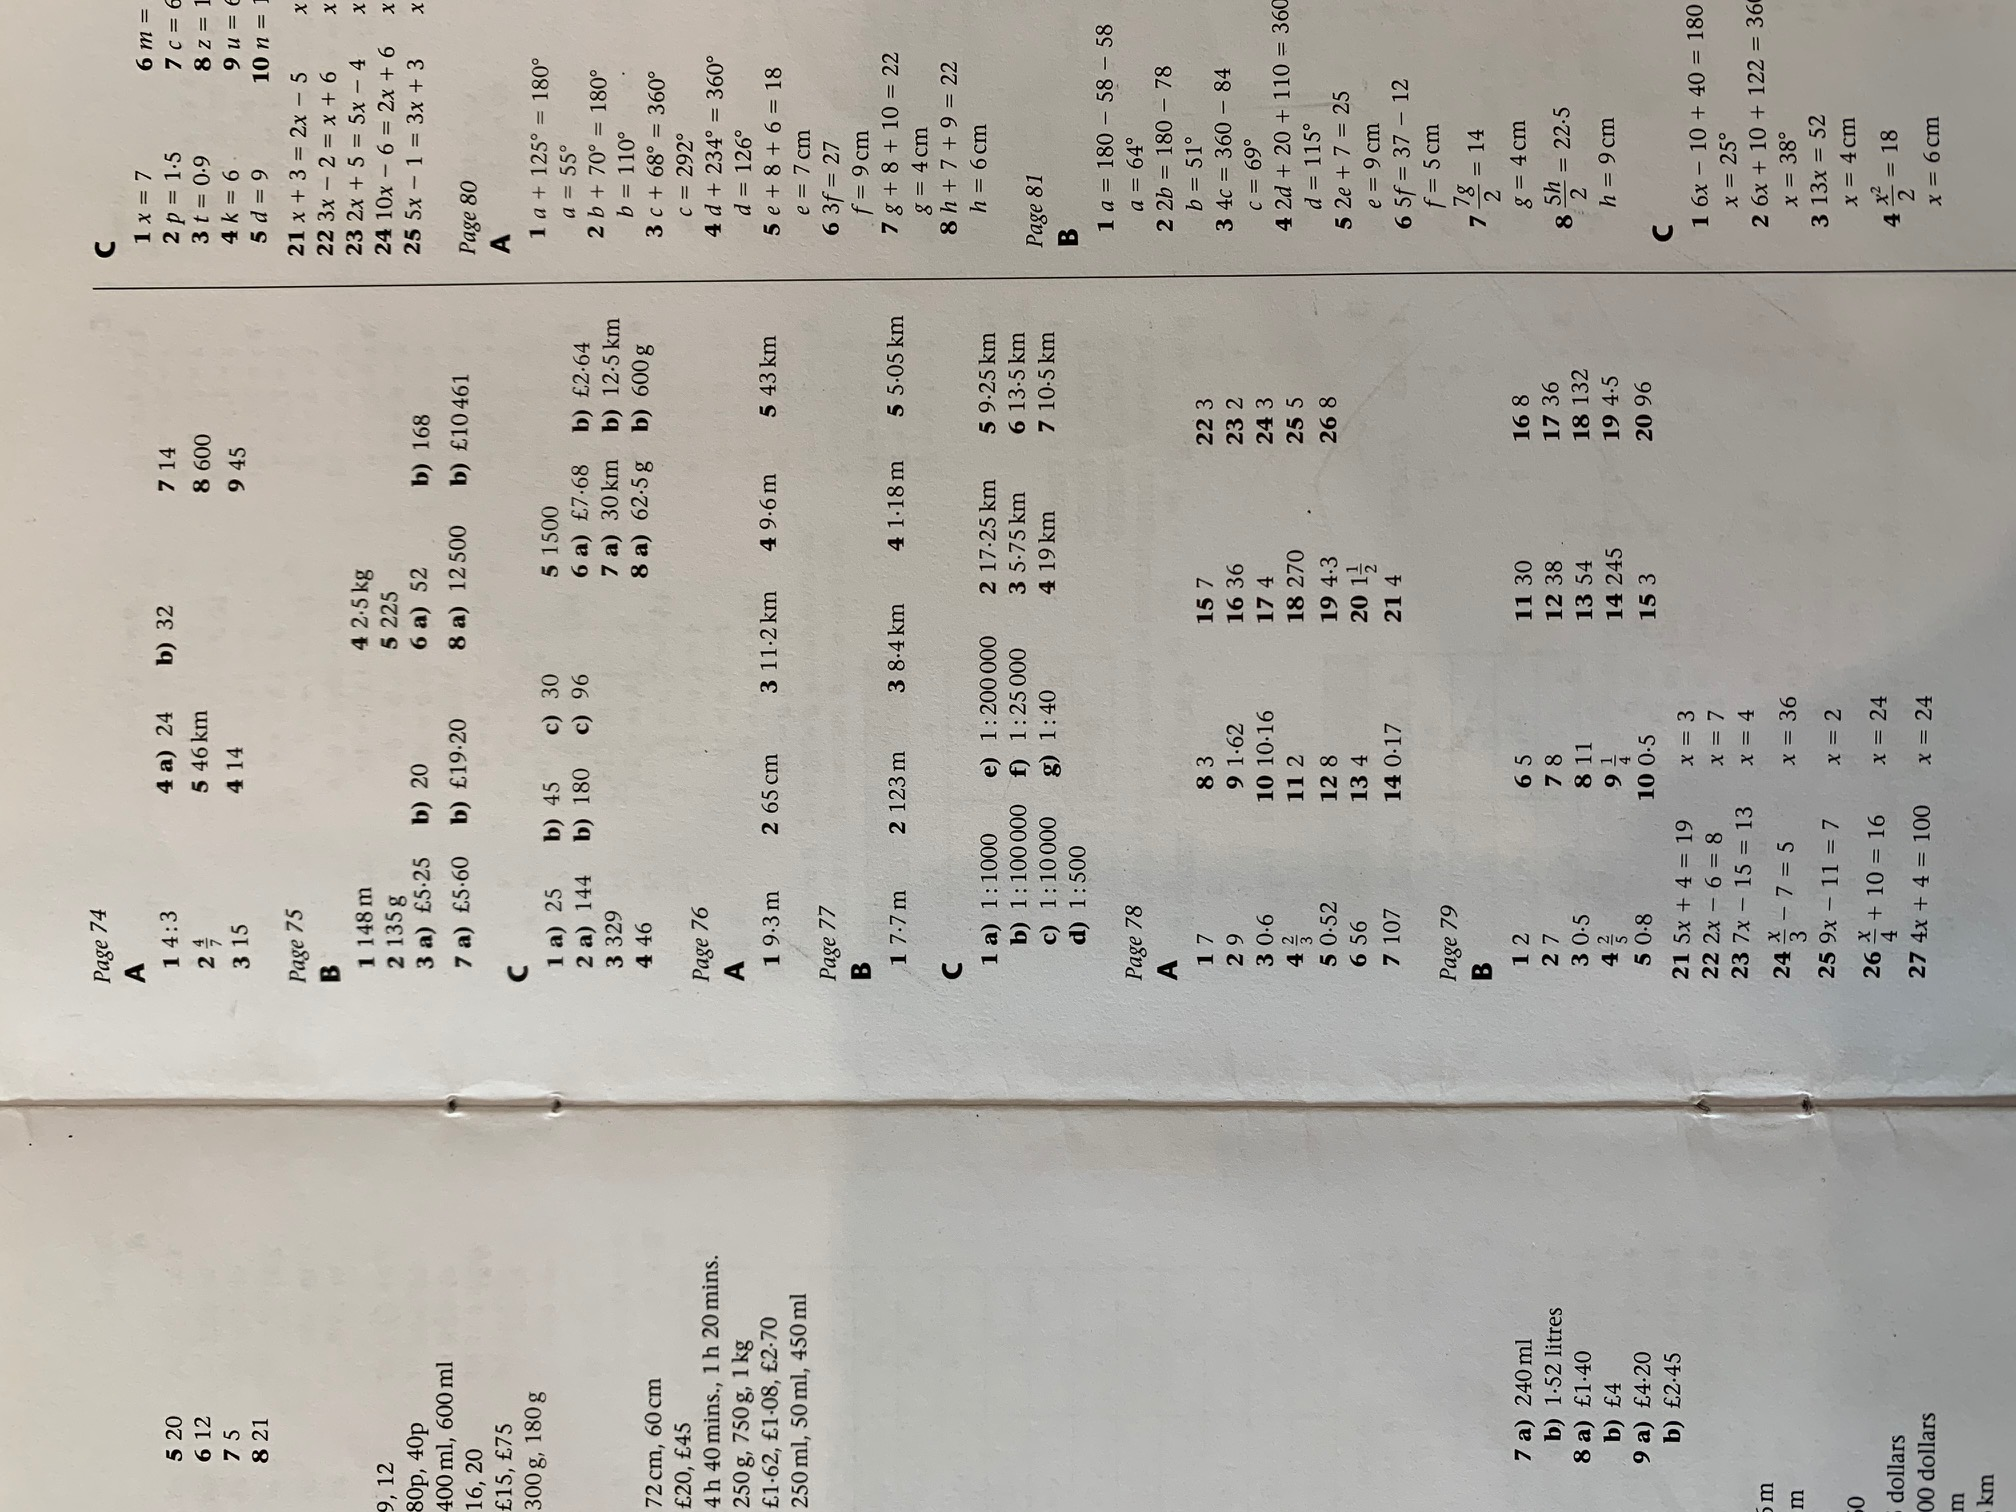 5 20
6 12
7 5
8 21
9, 12
80p, 40p
400 ml, 600 ml
16, 20
£15, £75
300 g, 180 g
72 cm, 60 cm
£20, £45
4 h 40 mins., 1 h 20 mins.
250 g, 750 g, 1 kg
£1·62, £1·08, £2·70
250 ml, 50 ml, 450 ml
7 a) 240 ml
b) 1·52 litres
8 a) £1·40
b) £4
9 a) £4·20
b) £2·45
m
m
dollars
00 dollars
m
km
Page 74
A
1 4 : 3 4 a) 24 b) 32 7 14
2 4/7 5 46 km 8 600
3 15 4 14 9 45
Page 75
B
1 148 m 4 2·5 kg
2 135 g 5 225
3 a) £5·25 b) 20 6 a) 52 b) 168
7 a) £5·60 b) £19·20 8 a) 12 500 b) £10 461
C
1 a) 25 b) 45 c) 30 5 1500
2 a) 144 b) 180 c) 96 6 a) £7·68 b) £2·64
3 329 7 a) 30 km b) 12·5 km
4 46 8 a) 62·5 g b) 600 g
Page 76
A
1 9·3 m 2 65 cm 3 11·2 km 4 9·6 m 5 43 km
Page 77
B
1 7·7 m 2 123 m 3 8·4 km 4 1·18 m 5 5·05 km
C
1 a) 1 : 1000 e) 1 : 200 000 2 17·25 km 5 9·25 km
b) 1 : 100 000 f) 1 : 25 000 3 5·75 km 6 13·5 km
c) 1 : 10 000 g) 1 : 40 4 19 km 7 10·5 km
d) 1 : 500
Page 78
A
1 7 8 3 15 7 22 3
2 9 9 1·62 16 36 23 2
3 0·6 10 10·16 17 4 24 3
4 2/3 11 2 18 270 25 5
5 0·52 12 8 19 4·3 26 8
6 56 13 4 20 1 1/2
7 107 14 0·17 21 4
Page 79
B
1 2 6 5 11 30 16 8
2 7 7 8 12 38 17 36
3 0·5 8 11 13 54 18 132
4 2/5 9 1/4 14 245 19 4·5
5 0·8 10 0·5 15 3 20 96
21 5x + 4 = 19 x = 3
22 2x − 6 = 8 x = 7
23 7x − 15 = 13 x = 4
24 x/3 − 7 = 5 x = 36
25 9x − 11 = 7 x = 2
26 x/4 + 10 = 16 x = 24
27 4x + 4 = 100 x = 24
C
1 x = 7 6 m =
2 p = 1·5 7 c =
3 t = 0·9 8 z = 1
4 k = 6 9 u =
5 d = 9 10 n =
21 x + 3 = 2x − 5 x
22 3x − 2 = x + 6 x
23 2x + 5 = 5x − 4 x
24 10x − 6 = 2x + 6 x
25 5x − 1 = 3x + 3 x
Page 80
A
1 a + 125° = 180°
a = 55°
2 b + 70° = 180°
b = 110°
3 c + 68° = 360°
c = 292°
4 d + 234° = 360°
d = 126°
5 e + 8 + 6 = 18
e = 7 cm
6 3f = 27
f = 9 cm
7 g + 8 + 10 = 22
g = 4 cm
8 h + 7 + 9 = 22
h = 6 cm
Page 81
B
1 a = 180 − 58 − 58
a = 64°
2 2b = 180 − 78
b = 51°
3 4c = 360 − 84
c = 69°
4 2d + 20 + 110 = 360
d = 115°
5 2e + 7 = 25
e = 9 cm
6 5f = 37 − 12
f = 5 cm
7 7g/2 = 14
g = 4 cm
8 5h/2 = 22·5
h = 9 cm
C
1 6x − 10 + 40 = 180
x = 25°
2 6x + 10 + 122 = 360
x = 38°
3 13x = 52
x = 4 cm
4 x²/2 = 18
x = 6 cm